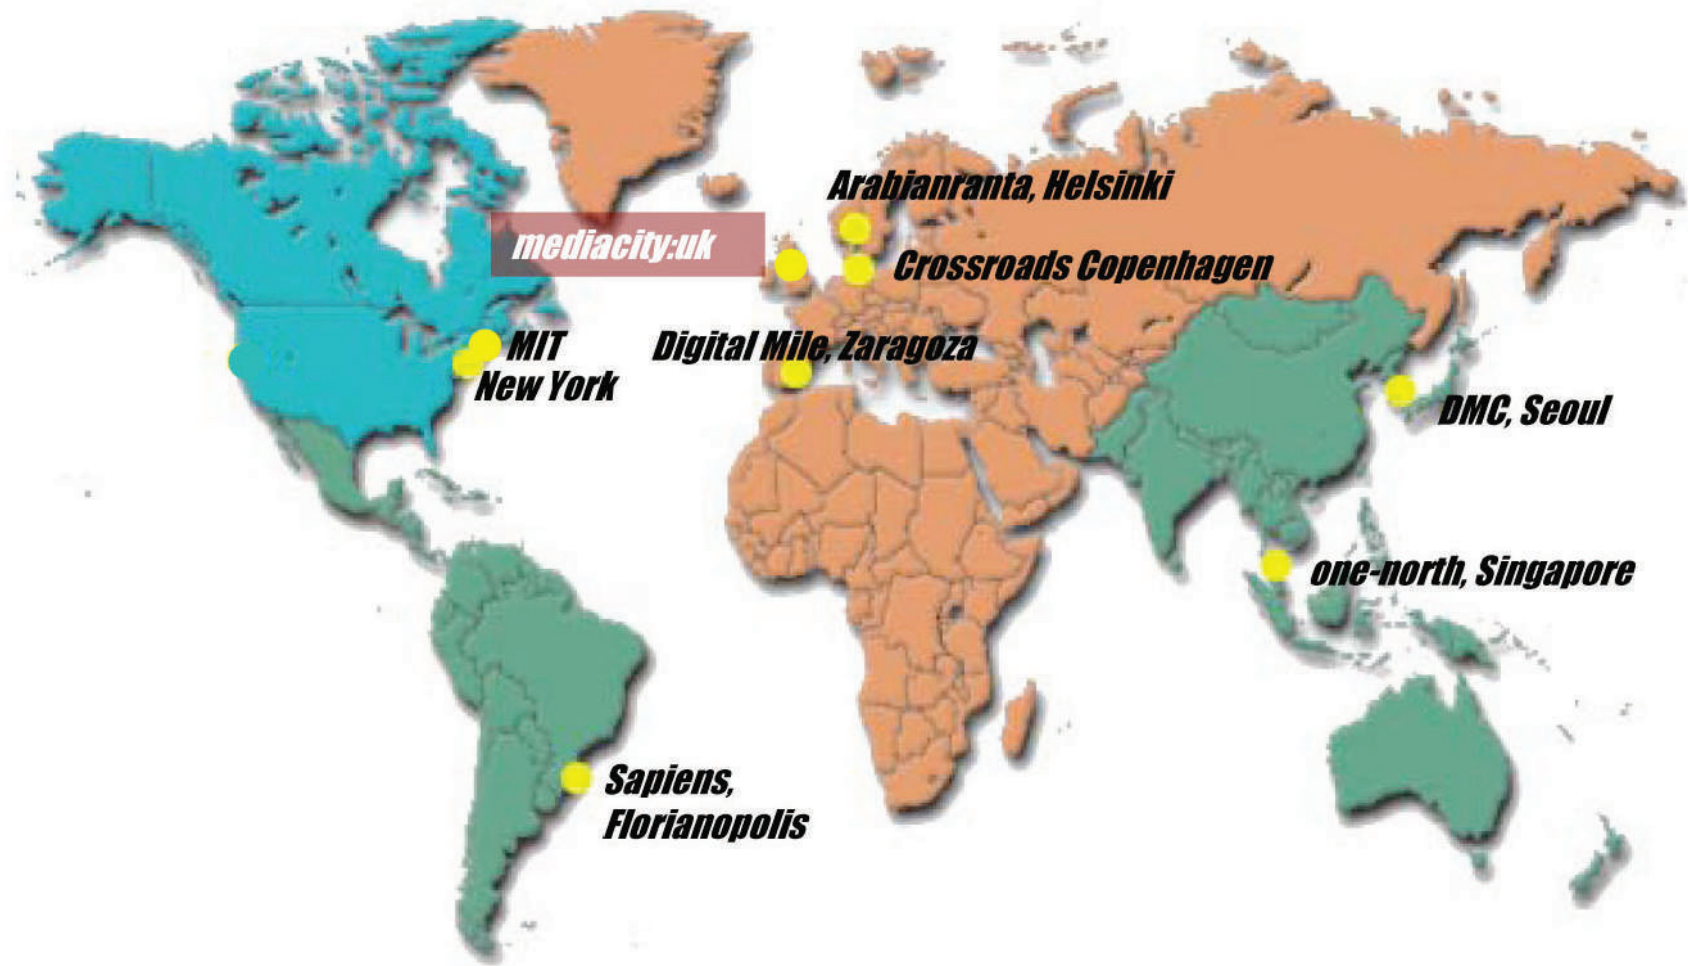 Arabianranta, Helsinki
mediacity:uk
Crossroads Copenhagen
MIT
New York
Digital Mile, Zaragoza
DMC, Seoul
one-north, Singapore
Sapiens,
Florianopolis